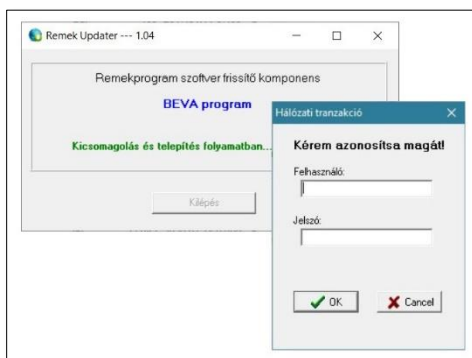 Remek Updater --- 1.04
Remekprogram szoftver frissítő komponens
BEVA program
Kicsomagolás és telepítés folyamatban...
Kilépés
Hálózati tranzakció
Kérem azonosítsa magát!
Felhasználó:
Jelszó:
OK
Cancel